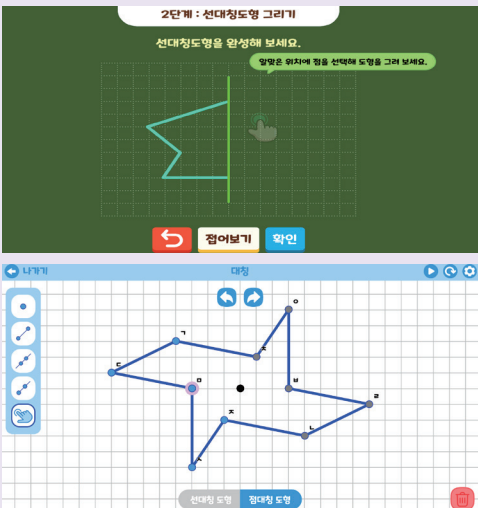 2단계 : 선대칭도형 그리기
선대칭도형을 완성해 보세요.
알맞은 위치에 점을 선택해 도형을 그려 보세요.
접어보기
확인
나가기
대칭
ㅇ
ㄱ
ㅊ
ㄷ
ㅁ
ㅂ
ㄹ
ㅈ
ㄴ
ㅅ
선대칭 도형
점대칭 도형